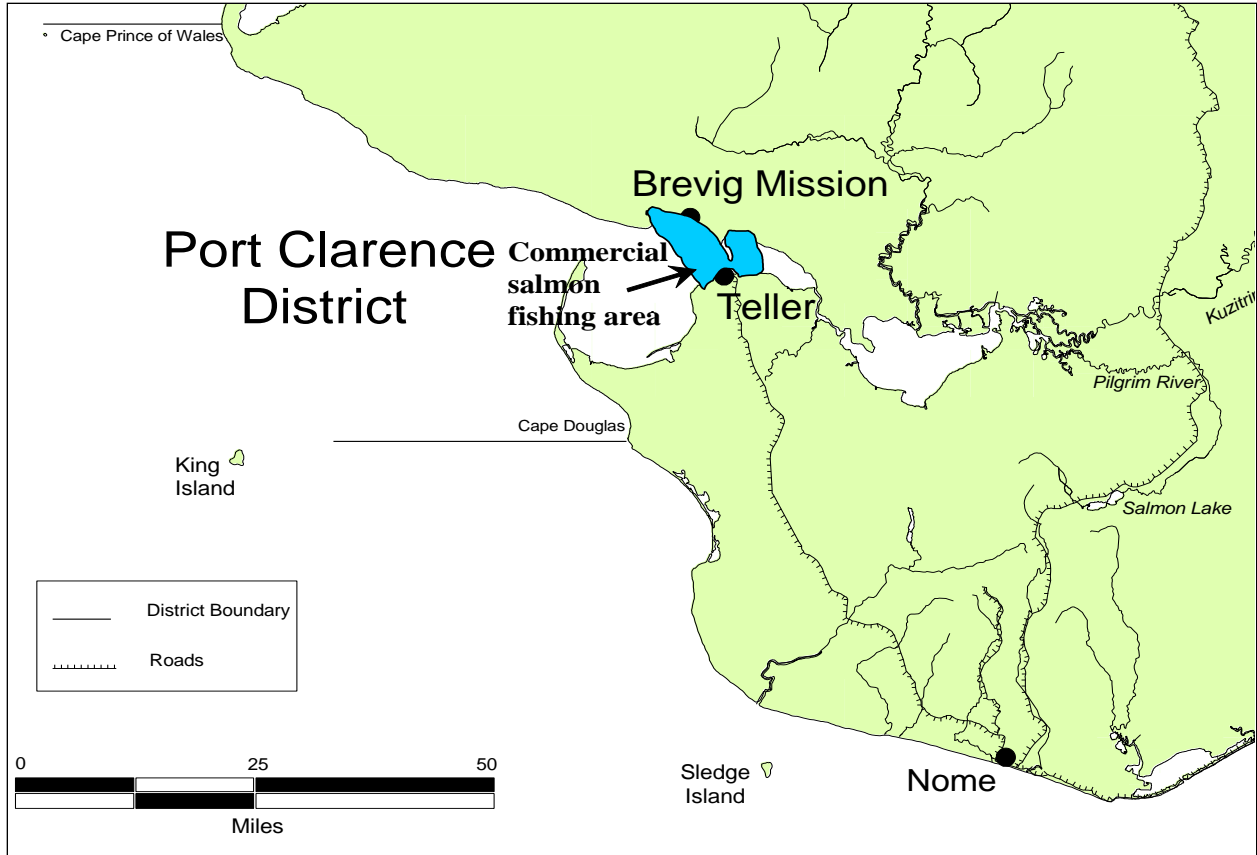 Cape Prince of Wales
Brevig Mission
Port Clarence
District
Commercial
salmon
fishing area
Teller
Kuzitrin
Pilgrim River
Cape Douglas
King
Island
Salmon Lake
District Boundary
Roads
0 25 50
Miles
Sledge
Island
Nome